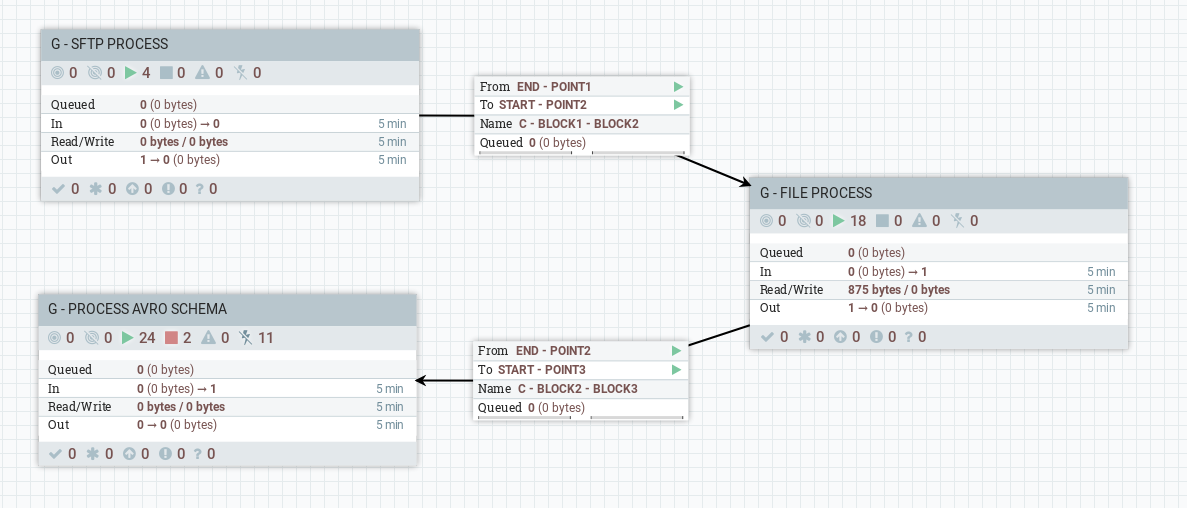 G - SFTP PROCESS
0 0 4 0 0 0
Queued 0 (0 bytes)
In 0 (0 bytes) → 0 5 min
Read/Write 0 bytes / 0 bytes 5 min
Out 1 → 0 (0 bytes) 5 min
0 0 0 0 ? 0
From END - POINT1
To START - POINT2
Name C - BLOCK1 - BLOCK2
Queued 0 (0 bytes)
G - FILE PROCESS
0 0 18 0 0 0
Queued 0 (0 bytes)
In 0 (0 bytes) → 1 5 min
Read/Write 875 bytes / 0 bytes 5 min
Out 1 → 0 (0 bytes) 5 min
0 0 0 0 ? 0
From END - POINT2
To START - POINT3
Name C - BLOCK2 - BLOCK3
Queued 0 (0 bytes)
G - PROCESS AVRO SCHEMA
0 0 24 2 0 11
Queued 0 (0 bytes)
In 0 (0 bytes) → 1 5 min
Read/Write 0 bytes / 0 bytes 5 min
Out 0 → 0 (0 bytes) 5 min
0 0 0 0 ? 0